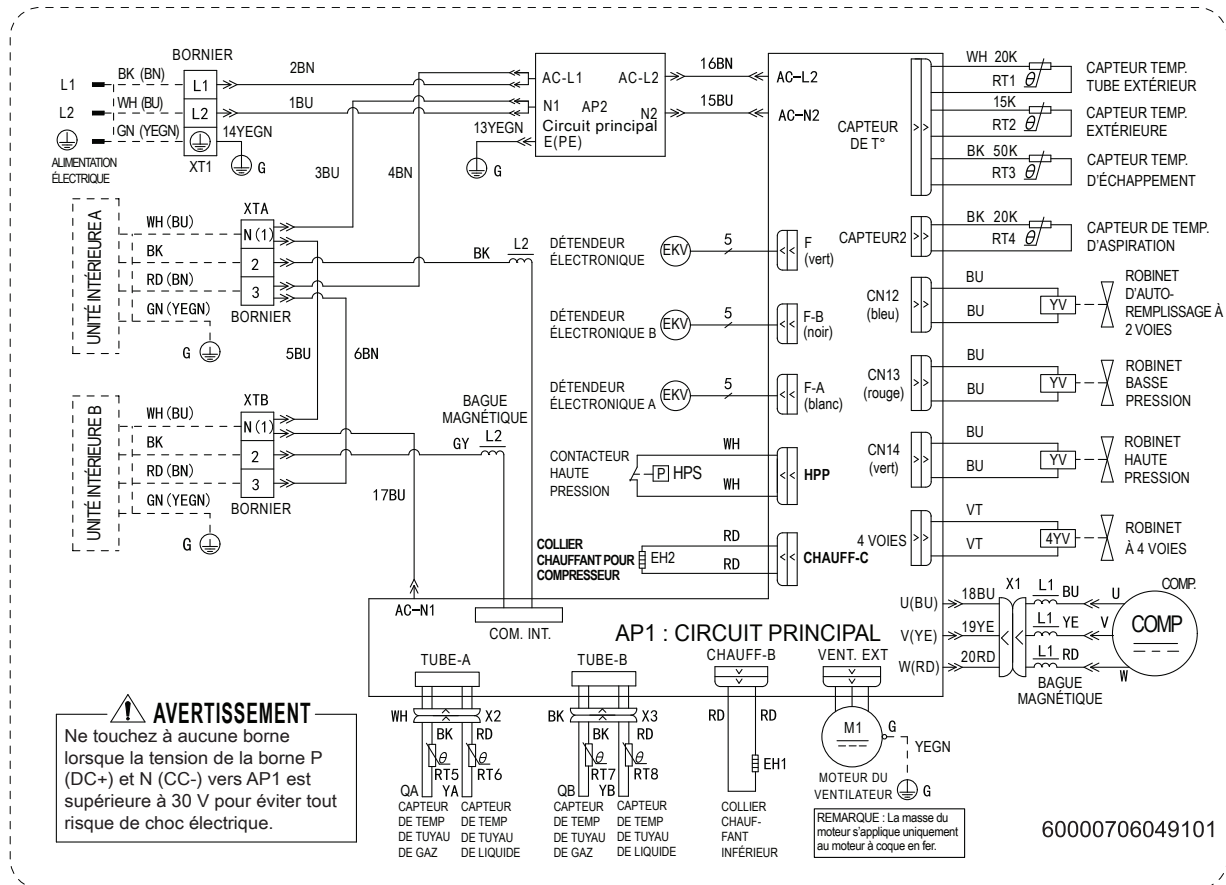 BORNIER
L1
BK (BN)
L1
2BN
L2
WH (BU)
L2
1BU
GN (YEGN)
14YEGN
G
ALIMENTATION
ÉLECTRIQUE
XT1
3BU
4BN
13YEGN
G
AC-L1
AC-L2
N1
AP2
N2
Circuit principal
E(PE)
16BN
15BU
AC-L2
AC-N2
CAPTEUR
DE T°
WH 20K
RT1
θ
CAPTEUR TEMP.
TUBE EXTÉRIEUR
15K
RT2
θ
CAPTEUR TEMP.
EXTÉRIEURE
BK 50K
RT3
θ
CAPTEUR TEMP.
D'ÉCHAPPEMENT
UNITÉ INTÉRIEURE A
XTA
WH (BU)
N (1)
BK
2
RD (BN)
3
GN (YEGN)
BORNIER
G
5BU
6BN
BK
L2
DÉTENDEUR
ÉLECTRONIQUE
EKV
5
F
(vert)
CAPTEUR2
BK 20K
RT4
θ
CAPTEUR DE TEMP.
D'ASPIRATION
DÉTENDEUR
ÉLECTRONIQUE B
EKV
5
F-B
(noir)
CN12
(bleu)
BU
BU
YV
ROBINET
D'AUTO-
REMPLISSAGE À
2 VOIES
DÉTENDEUR
ÉLECTRONIQUE A
EKV
5
F-A
(blanc)
CN13
(rouge)
BU
BU
YV
ROBINET
BASSE
PRESSION
UNITÉ INTÉRIEURE B
XTB
WH (BU)
N (1)
BK
2
RD (BN)
3
GN (YEGN)
BORNIER
G
17BU
BAGUE
MAGNÉTIQUE
GY
L2
CONTACTEUR
HAUTE
PRESSION
P
HPS
WH
WH
HPP
CN14
(vert)
BU
BU
YV
ROBINET
HAUTE
PRESSION
COLLIER
CHAUFFANT POUR
COMPRESSEUR
EH2
RD
RD
CHAUFF-C
4 VOIES
VT
VT
4YV
ROBINET
À 4 VOIES
AC-N1
COM. INT.
AP1 : CIRCUIT PRINCIPAL
U(BU)
18BU
X1
L1
BU
U
COMP.
V(YE)
19YE
L1
YE
V
COMP
W(RD)
20RD
L1
RD
W
BAGUE
MAGNÉTIQUE
TUBE-A
TUBE-B
CHAUFF-B
VENT. EXT
WH
X2
BK
RD
θ
θ
RT5
RT6
QA
YA
CAPTEUR
DE TEMP
DE TUYAU
DE GAZ
CAPTEUR
DE TEMP
DE TUYAU
DE LIQUIDE
BK
X3
BK
RD
θ
θ
RT7
RT8
QB
YB
CAPTEUR
DE TEMP
DE TUYAU
DE GAZ
CAPTEUR
DE TEMP
DE TUYAU
DE LIQUIDE
RD
RD
EH1
COLLIER
CHAUF-
FANT
INFÉRIEUR
M1
G
YEGN
MOTEUR DU
VENTILATEUR
G
REMARQUE : La masse du
moteur s'applique uniquement
au moteur à coque en fer.
AVERTISSEMENT
Ne touchez à aucune borne
lorsque la tension de la borne P
(DC+) et N (CC-) vers AP1 est
supérieure à 30 V pour éviter tout
risque de choc électrique.
60000706049101